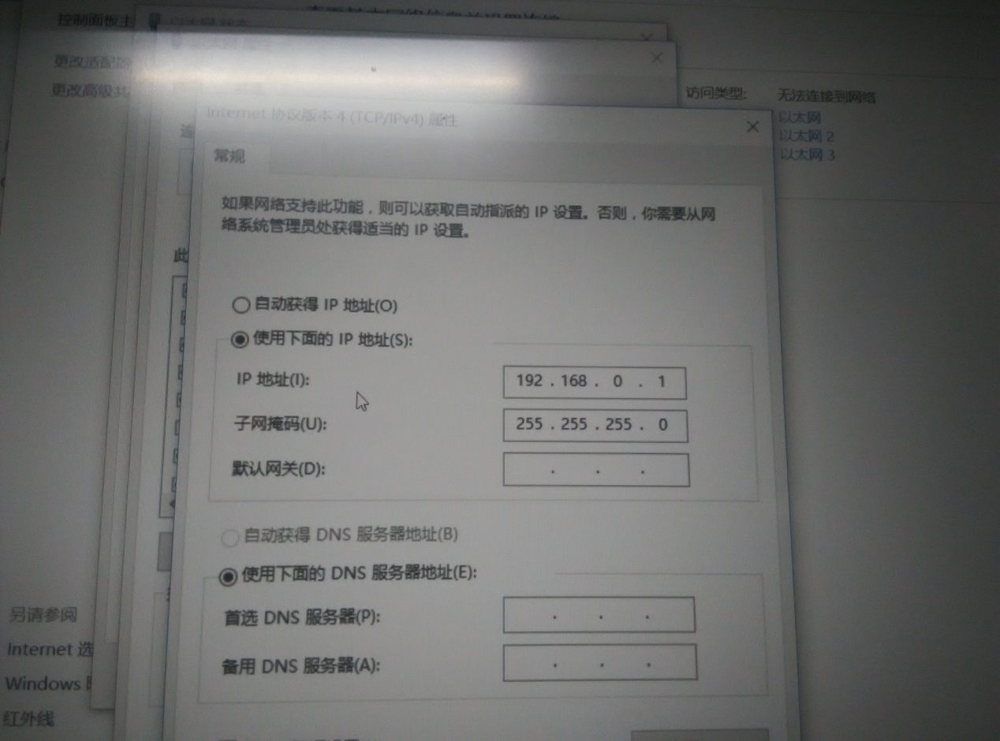 控制面板主
更改适配
更改高级共
访问类型:
无法连接到网络
以太网
以太网 2
以太网 3
Internet 协议版本 4 (TCP/IPv4) 属性
常规
如果网络支持此功能，则可以获取自动指派的 IP 设置。否则，你需要从网
络系统管理员处获得适当的 IP 设置。
此
自动获得 IP 地址(O)
使用下面的 IP 地址(S):
IP 地址(I):
192 . 168 . 0 . 1
子网掩码(U):
255 . 255 . 255 . 0
默认网关(D):
. . .
自动获得 DNS 服务器地址(B)
使用下面的 DNS 服务器地址(E):
首选 DNS 服务器(P):
. . .
备用 DNS 服务器(A):
. . .
另请参阅
Internet 选
Windows
红外线